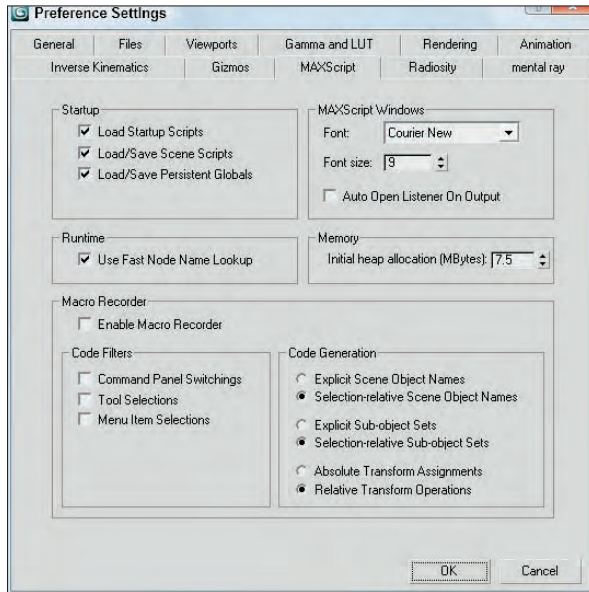 Preference Settings
General Files Viewports Gamma and LUT Rendering Animation
Inverse Kinematics Gizmos MAXScript Radiosity mental ray
Startup
Load Startup Scripts
Load/Save Scene Scripts
Load/Save Persistent Globals
MAXScript Windows
Font: Courier New
Font size: 9
Auto Open Listener On Output
Runtime
Use Fast Node Name Lookup
Memory
Initial heap allocation (MBytes): 7.5
Macro Recorder
Enable Macro Recorder
Code Filters
Command Panel Switchings
Tool Selections
Menu Item Selections
Code Generation
Explicit Scene Object Names
Selection-relative Scene Object Names
Explicit Sub-object Sets
Selection-relative Sub-object Sets
Absolute Transform Assignments
Relative Transform Operations
OK Cancel